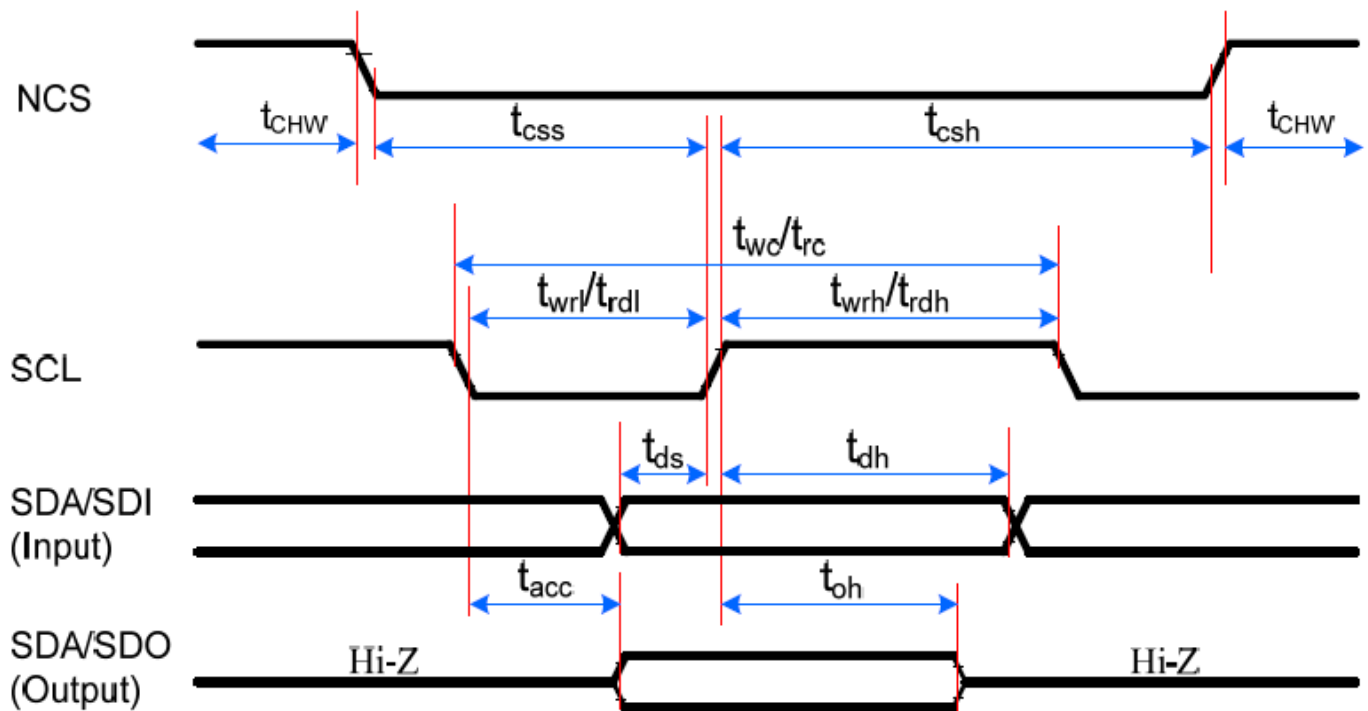 NCS
tCHW
tcss
tcsh
tCHW
twc/trc
twrl/trdl
twrh/trdh
SCL
tds
tdh
SDA/SDI
(Input)
tacc
toh
SDA/SDO
(Output)
Hi-Z
Hi-Z